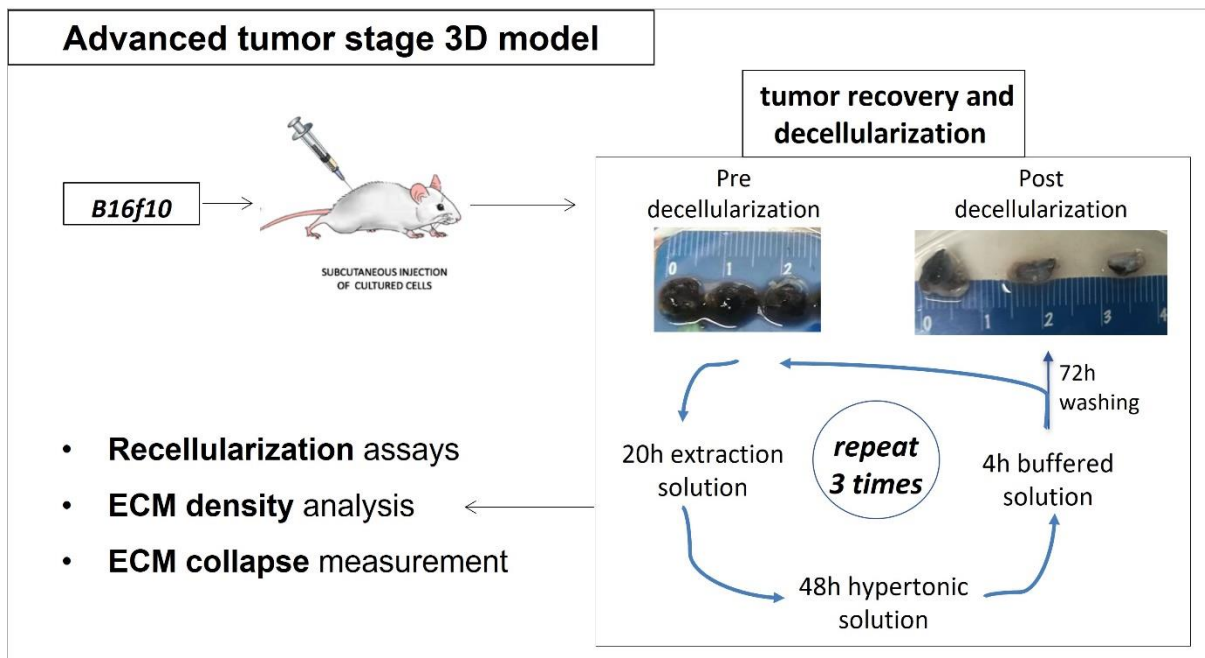 Advanced tumor stage 3D model
B16f10
SUBCUTANEOUS INJECTION
OF CULTURED CELLS
tumor recovery and
decellularization
Pre
decellularization
Post
decellularization
0 1 2
0 1 2 3 4
72h
washing
20h extraction
solution
repeat
3 times
4h buffered
solution
48h hypertonic
solution
• Recellularization assays
• ECM density analysis
• ECM collapse measurement